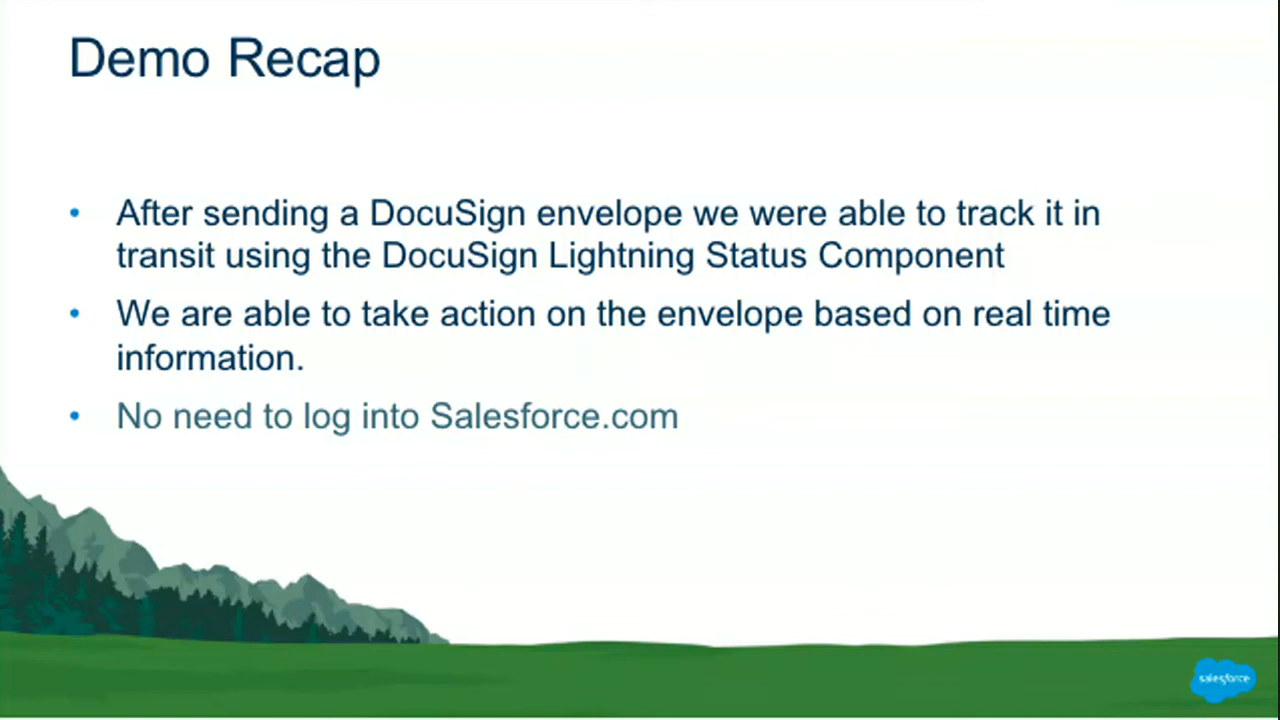 Demo Recap
• After sending a DocuSign envelope we were able to track it in
transit using the DocuSign Lightning Status Component
• We are able to take action on the envelope based on real time
information.
• No need to log into Salesforce.com
salesforce